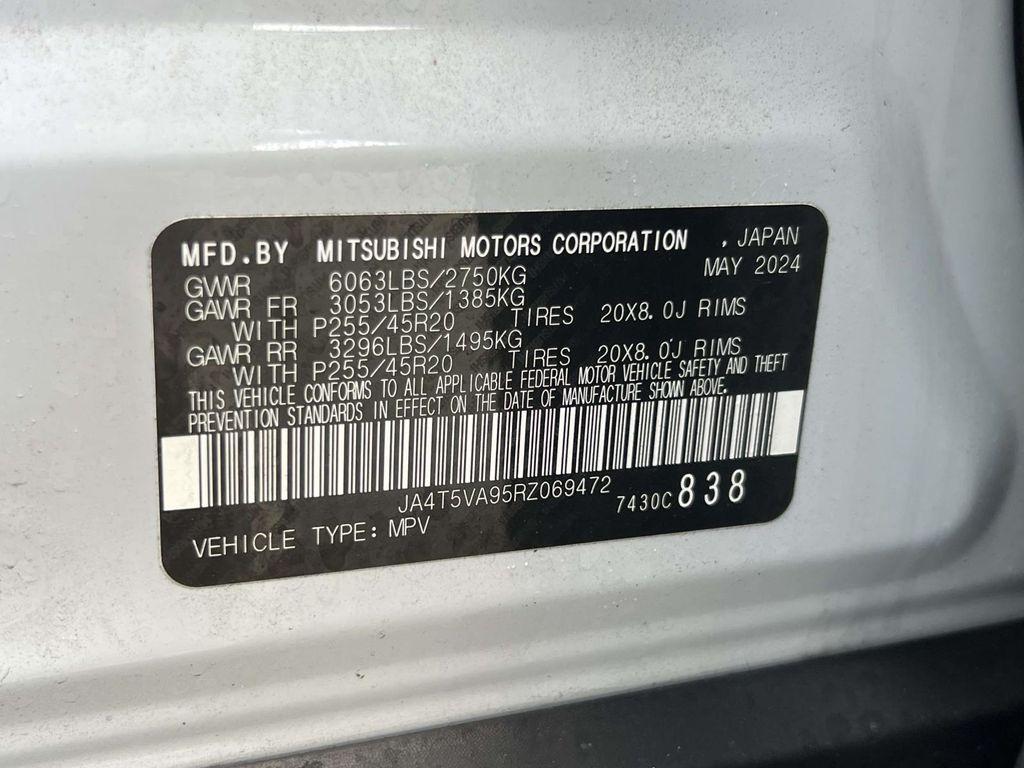 MFD.BY MITSUBISHI MOTORS CORPORATION , JAPAN
MAY 2024
GVWR 6063LBS/2750KG
GAWR FR 3053LBS/1385KG
WITH P255/45R20 TIRES 20X8.0J RIMS
GAWR RR 3296LBS/1495KG
WITH P255/45R20 TIRES 20X8.0J RIMS
THIS VEHICLE CONFORMS TO ALL APPLICABLE FEDERAL MOTOR VEHICLE SAFETY AND THEFT
PREVENTION STANDARDS IN EFFECT ON THE DATE OF MANUFACTURE SHOWN ABOVE.
JA4T5VA95RZ069472 7430C 838
VEHICLE TYPE: MPV